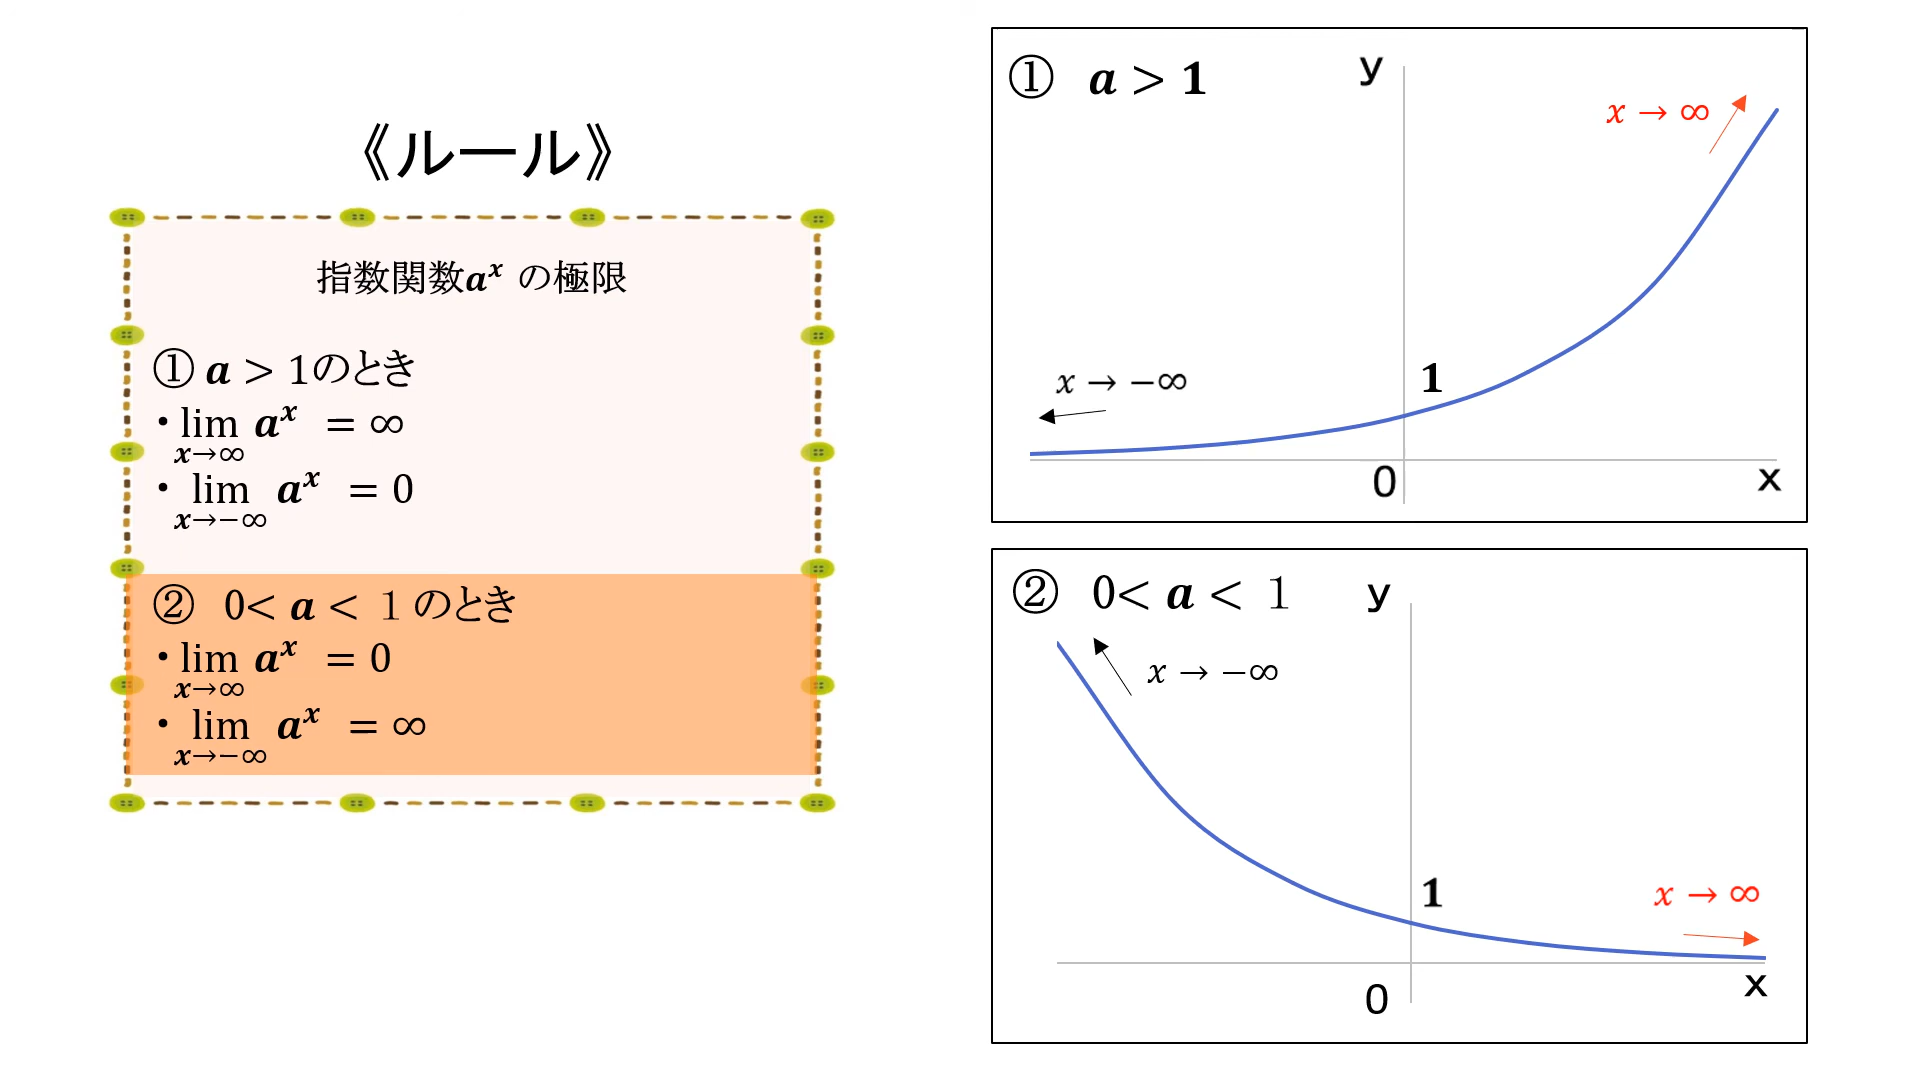 《ルール》
指数関数aˣ の極限
① a > 1のとき
・lim aˣ = ∞
x→∞
・lim aˣ = 0
x→−∞
② 0< a < 1 のとき
・lim aˣ = 0
x→∞
・lim aˣ = ∞
x→−∞
① a > 1
y
x → ∞
x → −∞
1
0
x
② 0< a < 1
y
x → −∞
1
x → ∞
0
x